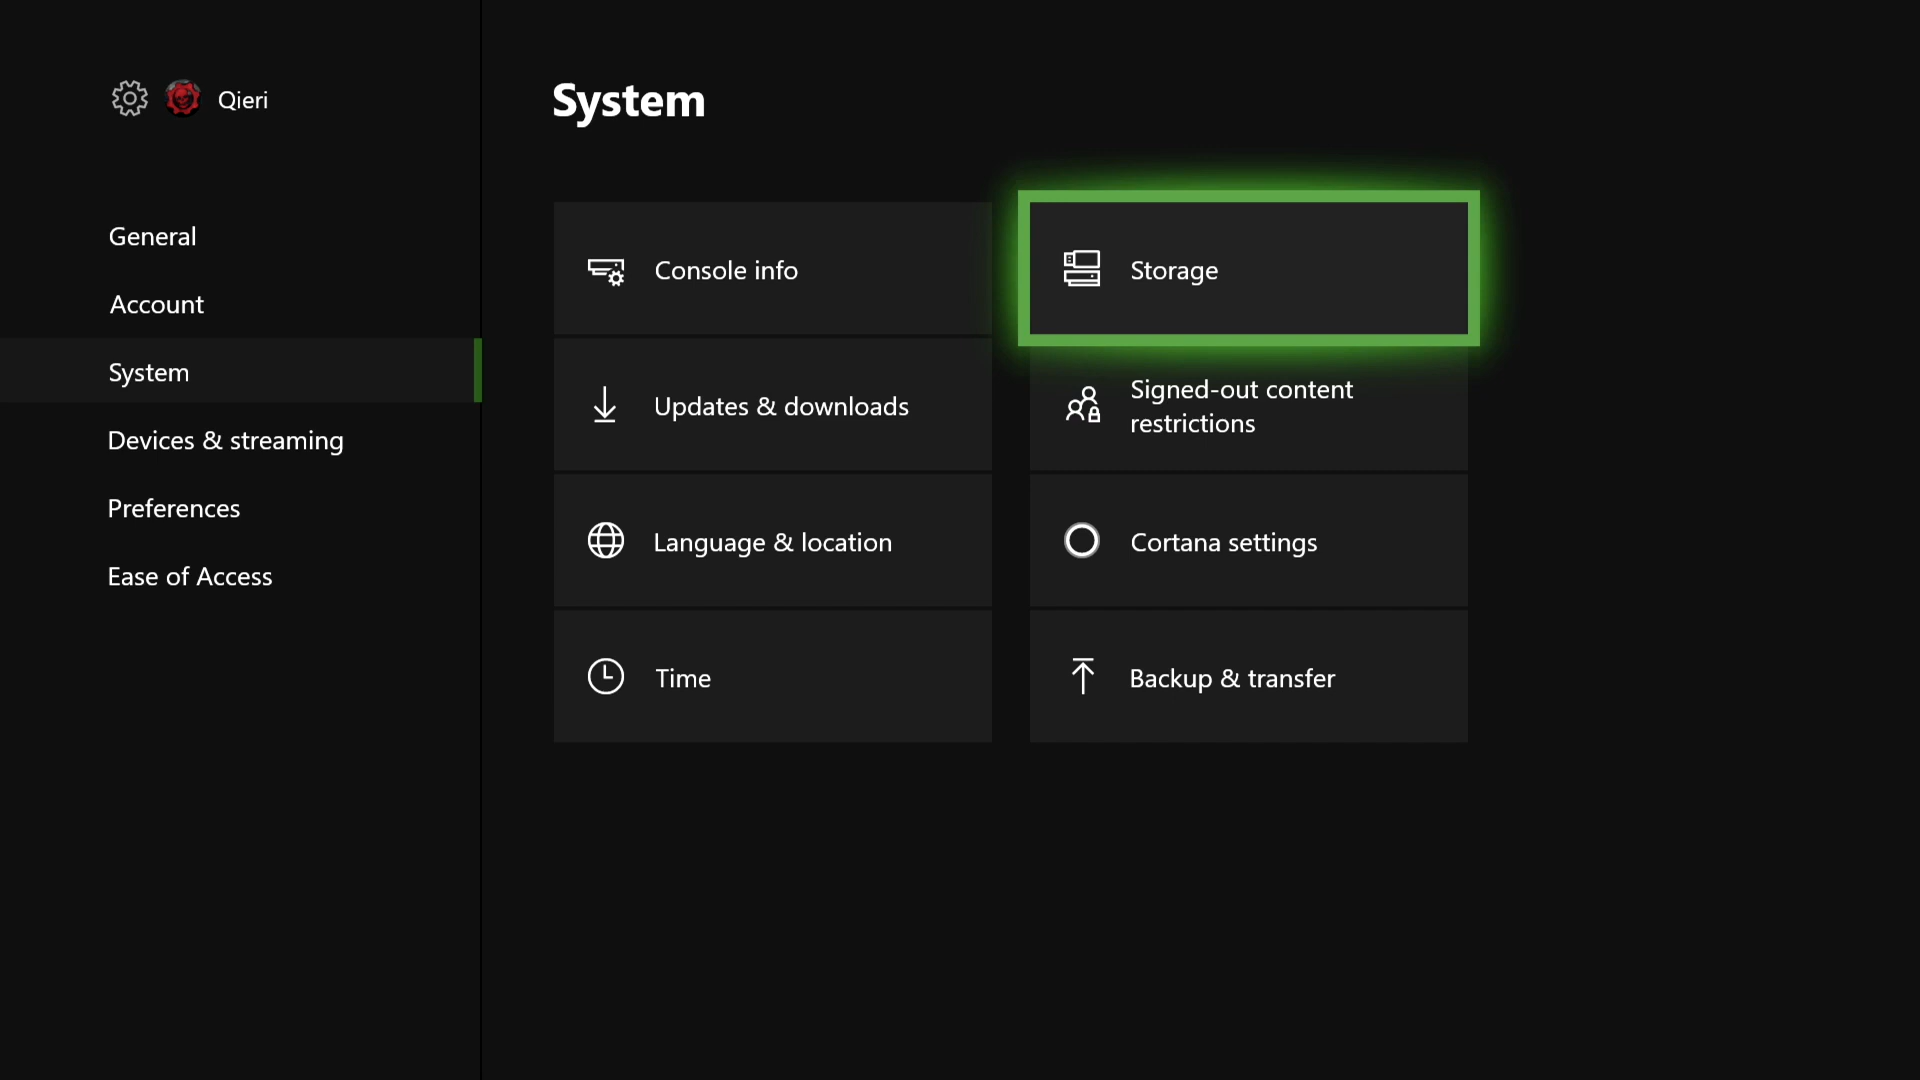 Qieri
General
Account
System
Devices & streaming
Preferences
Ease of Access
System
Console info
Storage
Updates & downloads
Signed-out content
restrictions
Language & location
Cortana settings
Time
Backup & transfer